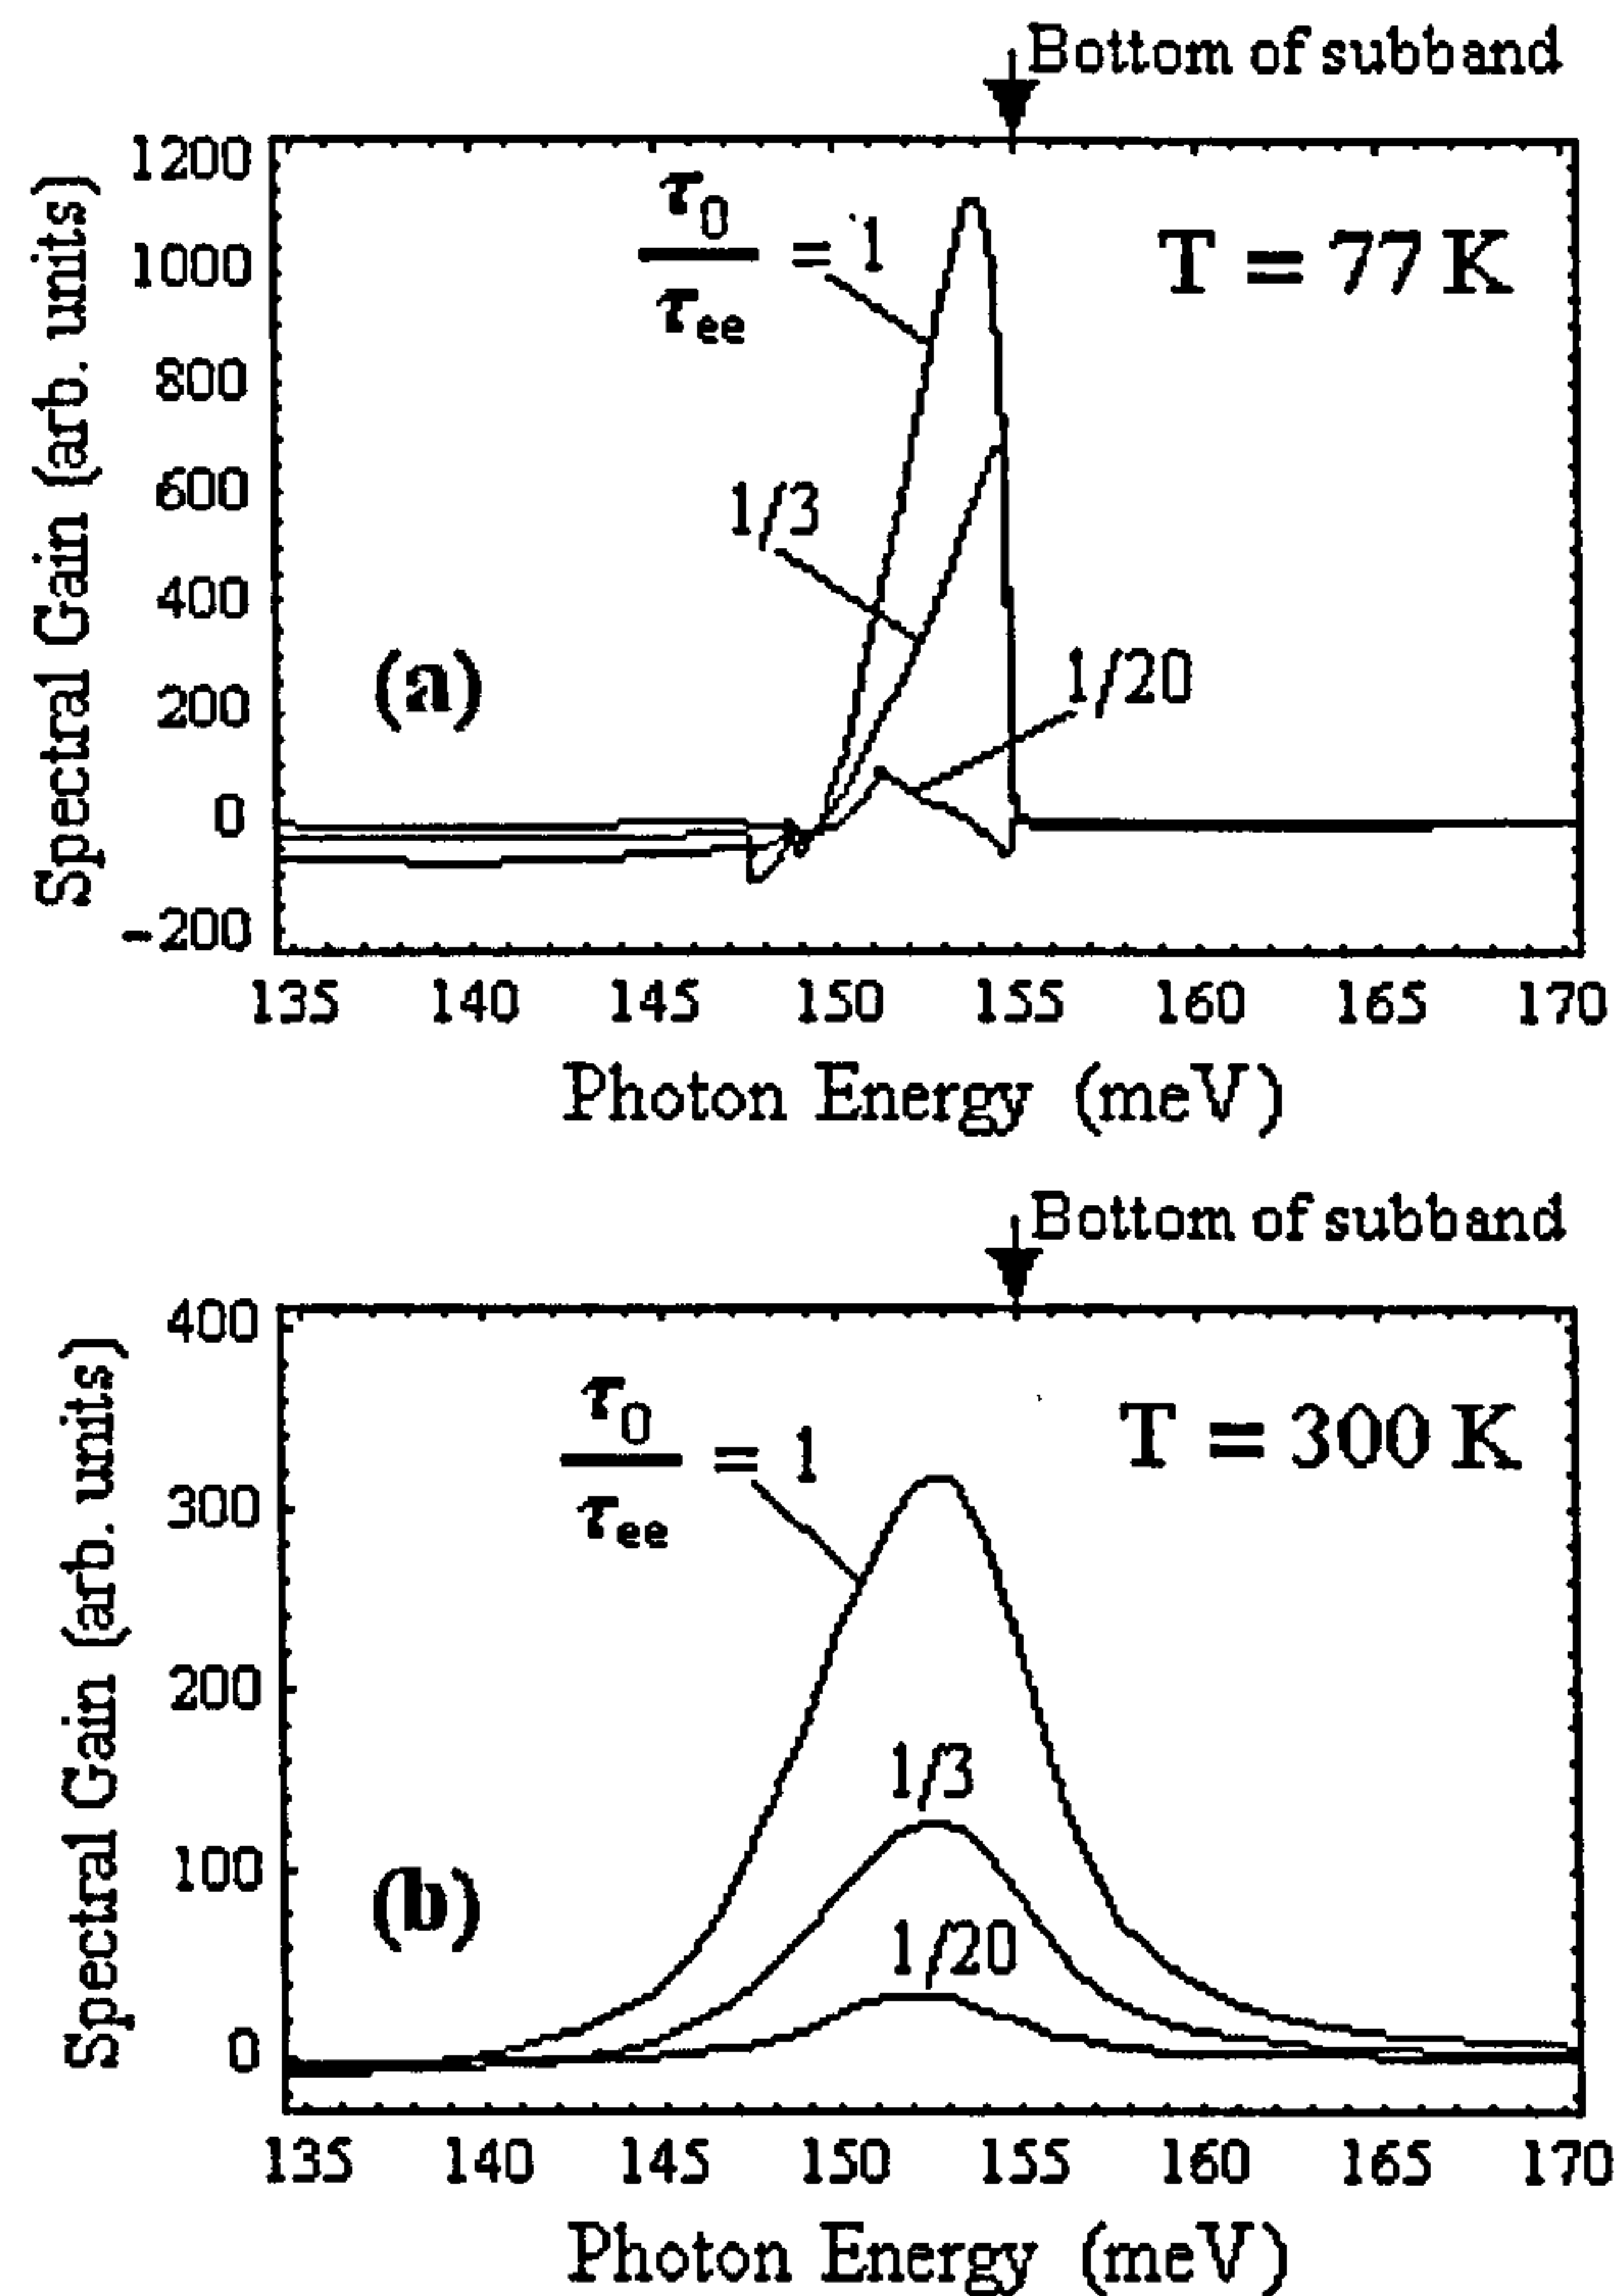 Bottom of subband
1200
1000
800
600
400
200
0
-200
Spectral Gain (arb. units)
τ0
τee
= 1
T = 77 K
1/3
1/20
(a)
135 140 145 150 155 160 165 170
Photon Energy (meV)
Bottom of subband
400
300
200
100
0
Spectral Gain (arb. units)
τ0
τee
= 1
T = 300 K
1/3
1/20
(b)
135 140 145 150 155 160 165 170
Photon Energy (meV)